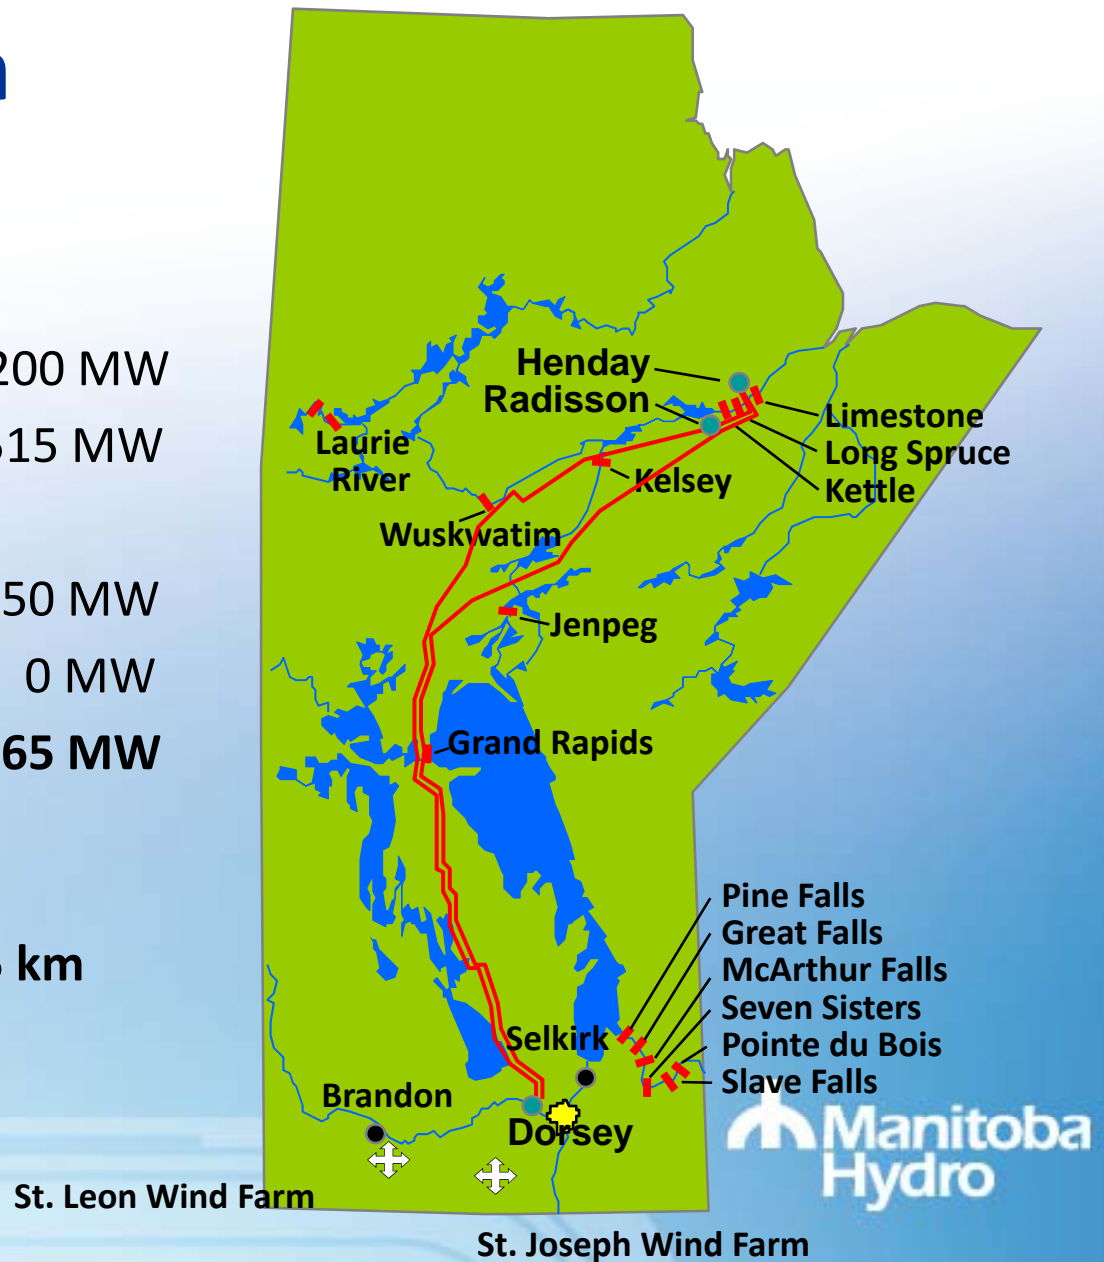 200 MW
515 MW
50 MW
0 MW
65 MW
km
Henday
Radisson
Limestone
Long Spruce
Kettle
Laurie
River
Kelsey
Wuskwatim
Jenpeg
Grand Rapids
Pine Falls
Great Falls
McArthur Falls
Seven Sisters
Pointe du Bois
Slave Falls
Selkirk
Brandon
Dorsey
Manitoba
Hydro
St. Leon Wind Farm
St. Joseph Wind Farm